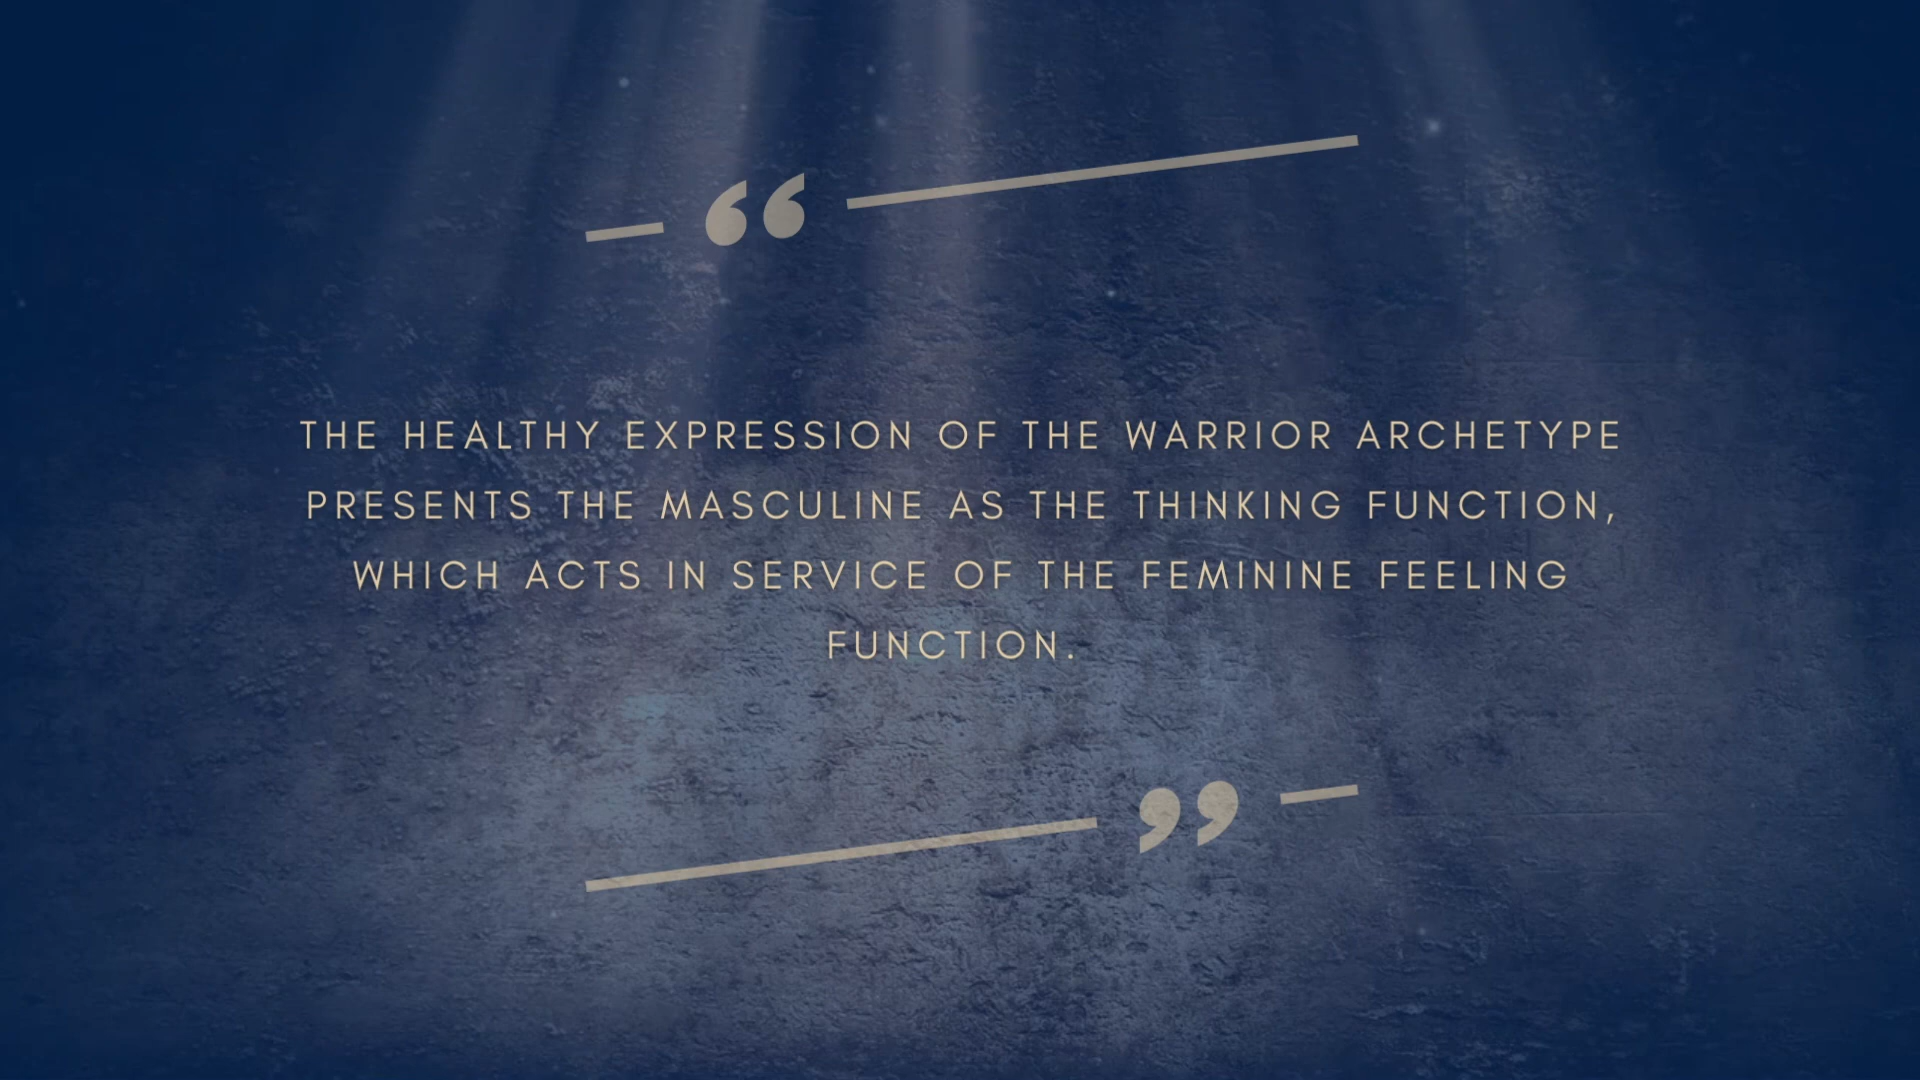 “
THE HEALTHY EXPRESSION OF THE WARRIOR ARCHETYPE
PRESENTS THE MASCULINE AS THE THINKING FUNCTION,
WHICH ACTS IN SERVICE OF THE FEMININE FEELING
FUNCTION.
”